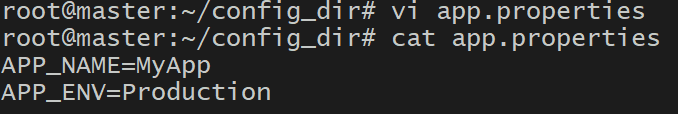 root@master:~/config_dir# vi app.properties
root@master:~/config_dir# cat app.properties
APP_NAME=MyApp
APP_ENV=Production